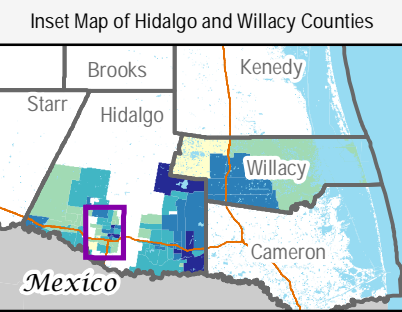 Inset Map of Hidalgo and Willacy Counties
Brooks
Kenedy
Starr
Hidalgo
Willacy
Cameron
Mexico